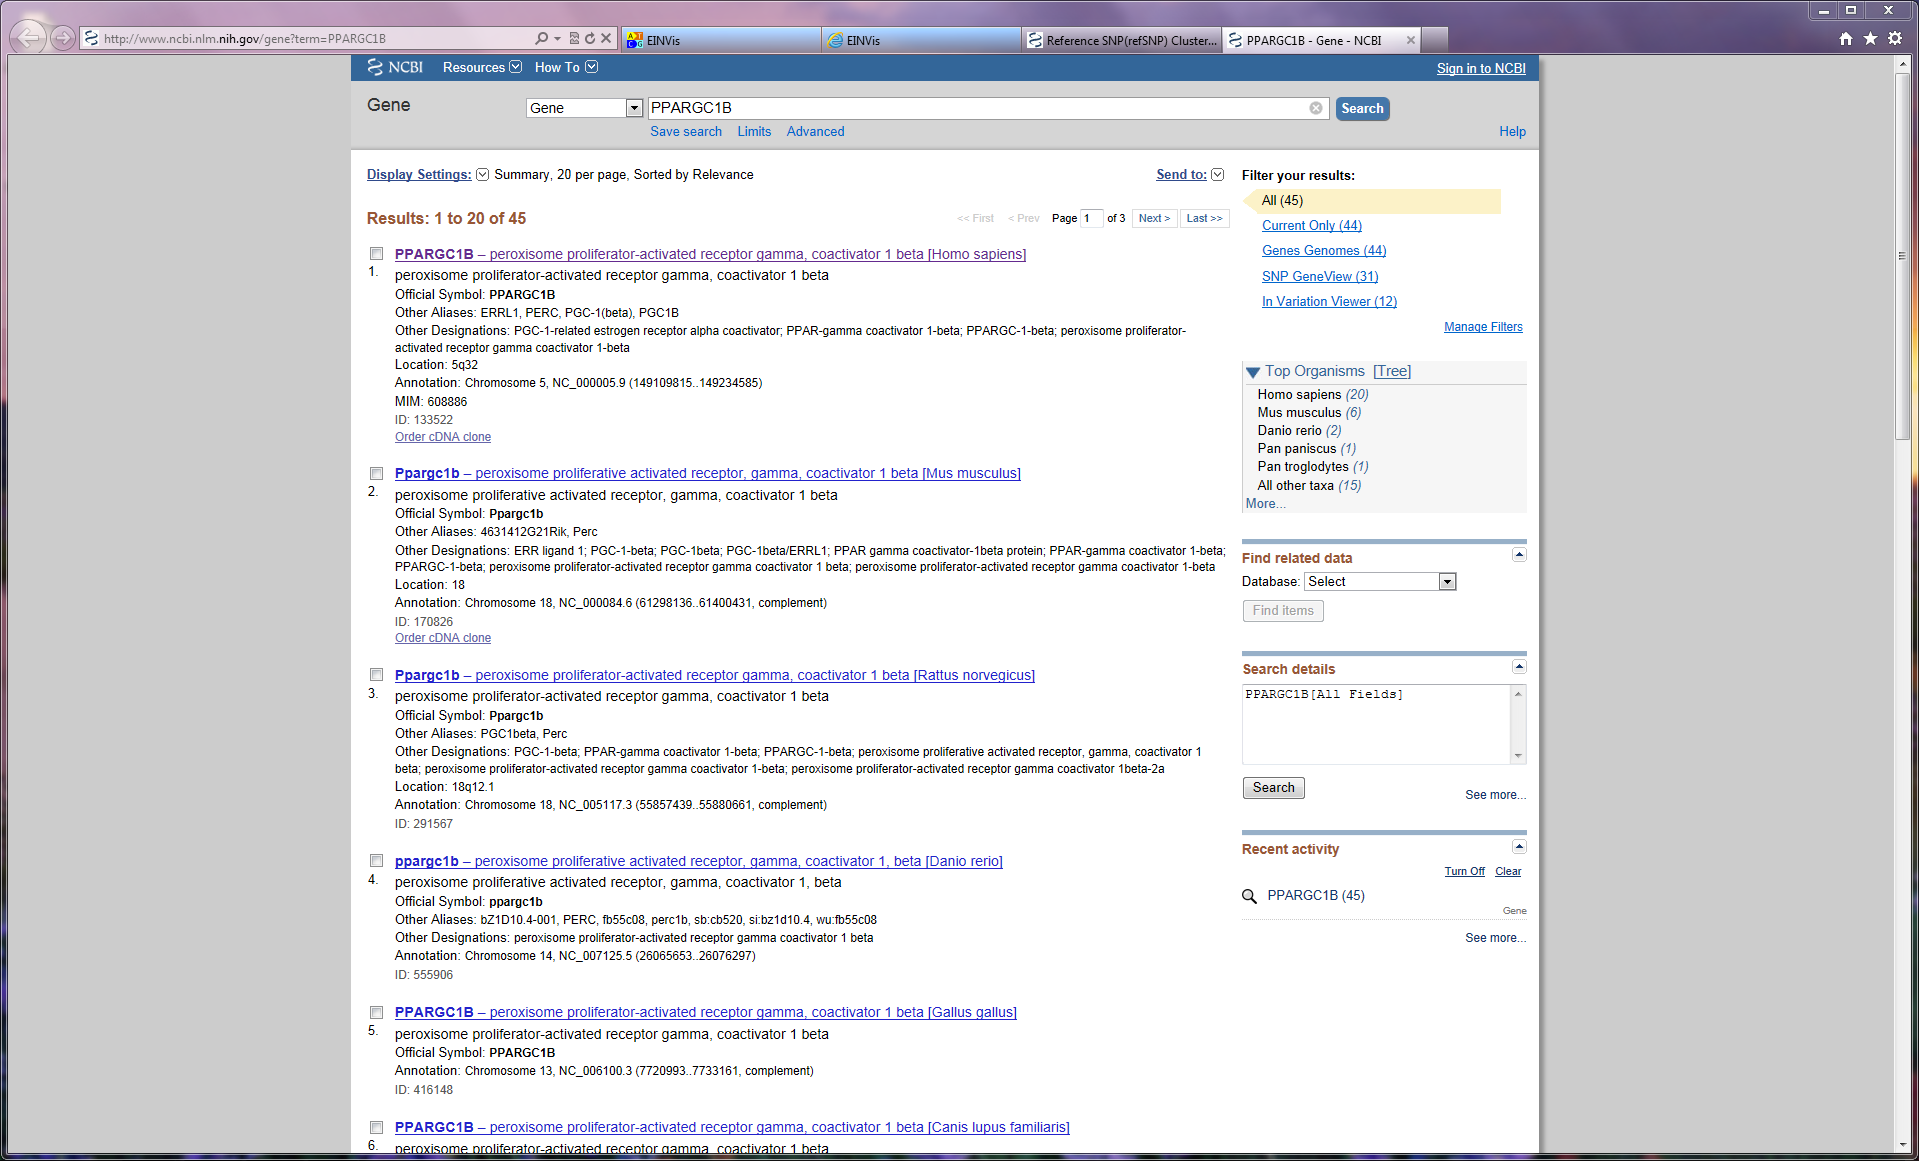 http://www.ncbi.nlm.nih.gov/gene?term=PPARGC1B
EINVis
EINVis
Reference SNP(refSNP) Cluster...
PPARGC1B - Gene - NCBI
NCBI
Resources
How To
Sign in to NCBI
Gene
Gene
PPARGC1B
Search
Save search
Limits
Advanced
Help
Display Settings:
Summary, 20 per page, Sorted by Relevance
Send to:
Results: 1 to 20 of 45
<< First
< Prev
Page 1 of 3
Next >
Last >>
PPARGC1B – peroxisome proliferator-activated receptor gamma, coactivator 1 beta [Homo sapiens]
1.
peroxisome proliferator-activated receptor gamma, coactivator 1 beta
Official Symbol: PPARGC1B
Other Aliases: ERRL1, PERC, PGC-1(beta), PGC1B
Other Designations: PGC-1-related estrogen receptor alpha coactivator; PPAR-gamma coactivator 1-beta; PPARGC-1-beta; peroxisome proliferator-
activated receptor gamma coactivator 1-beta
Location: 5q32
Annotation: Chromosome 5, NC_000005.9 (149109815..149234585)
MIM: 608886
ID: 133522
Order cDNA clone
Ppargc1b – peroxisome proliferative activated receptor, gamma, coactivator 1 beta [Mus musculus]
2.
peroxisome proliferative activated receptor, gamma, coactivator 1 beta
Official Symbol: Ppargc1b
Other Aliases: 4631412G21Rik, Perc
Other Designations: ERR ligand 1; PGC-1-beta; PGC-1beta; PGC-1beta/ERRL1; PPAR gamma coactivator-1beta protein; PPAR-gamma coactivator 1-beta;
PPARGC-1-beta; peroxisome proliferator-activated receptor gamma coactivator 1 beta; peroxisome proliferator-activated receptor gamma coactivator 1-beta
Location: 18
Annotation: Chromosome 18, NC_000084.6 (61298136..61400431, complement)
ID: 170826
Order cDNA clone
Ppargc1b – peroxisome proliferator-activated receptor gamma, coactivator 1 beta [Rattus norvegicus]
3.
peroxisome proliferator-activated receptor gamma, coactivator 1 beta
Official Symbol: Ppargc1b
Other Aliases: PGC1beta, Perc
Other Designations: PGC-1-beta; PPAR-gamma coactivator 1-beta; PPARGC-1-beta; peroxisome proliferative activated receptor, gamma, coactivator 1
beta; peroxisome proliferator-activated receptor gamma coactivator 1-beta; peroxisome proliferator-activated receptor gamma coactivator 1beta-2a
Location: 18q12.1
Annotation: Chromosome 18, NC_005117.3 (55857439..55880661, complement)
ID: 291567
ppargc1b – peroxisome proliferative activated receptor, gamma, coactivator 1, beta [Danio rerio]
4.
peroxisome proliferative activated receptor, gamma, coactivator 1, beta
Official Symbol: ppargc1b
Other Aliases: bZ1D10.4-001, PERC, fb55c08, perc1b, sb:cb520, si:bz1d10.4, wu:fb55c08
Other Designations: peroxisome proliferator-activated receptor gamma coactivator 1 beta
Annotation: Chromosome 14, NC_007125.5 (26065653..26076297)
ID: 555906
PPARGC1B – peroxisome proliferator-activated receptor gamma, coactivator 1 beta [Gallus gallus]
5.
peroxisome proliferator-activated receptor gamma, coactivator 1 beta
Official Symbol: PPARGC1B
Annotation: Chromosome 13, NC_006100.3 (7720993..7733161, complement)
ID: 416148
PPARGC1B – peroxisome proliferator-activated receptor gamma, coactivator 1 beta [Canis lupus familiaris]
6.
peroxisome proliferator-activated receptor gamma, coactivator 1 beta
Filter your results:
All (45)
Current Only (44)
Genes Genomes (44)
SNP GeneView (31)
In Variation Viewer (12)
Manage Filters
Top Organisms [Tree]
Homo sapiens (20)
Mus musculus (6)
Danio rerio (2)
Pan paniscus (1)
Pan troglodytes (1)
All other taxa (15)
More...
Find related data
Database: Select
Find items
Search details
PPARGC1B[All Fields]
Search
See more...
Recent activity
Turn Off
Clear
PPARGC1B (45)
Gene
See more...